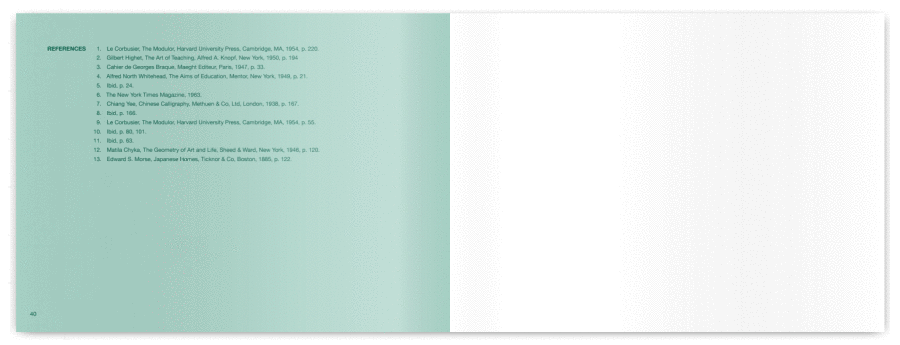 REFERENCES
1. Le Corbusier, The Modulor, Harvard University Press, Cambridge, MA, 1954, p. 220.
2. Gilbert Highet, The Art of Teaching, Alfred A. Knopf, New York, 1950, p. 194
3. Cahier de Georges Braque, Maeght Editeur, Paris, 1947, p. 33.
4. Alfred North Whitehead, The Aims of Education, Mentor, New York, 1949, p. 21.
5. Ibid, p. 24.
6. The New York Times Magazine, 1963.
7. Chiang Yee, Chinese Calligraphy, Methuen & Co, Ltd, London, 1938, p. 167.
8. Ibid, p. 166.
9. Le Corbusier, The Modulor, Harvard University Press, Cambridge, MA, 1954, p. 55.
10. Ibid, p. 80, 101.
11. Ibid, p. 63.
12. Matila Ghyka, The Geometry of Art and Life, Sheed & Ward, New York, 1946, p. 120.
13. Edward S. Morse, Japanese Homes, Ticknor & Co, Boston, 1885, p. 122.
40